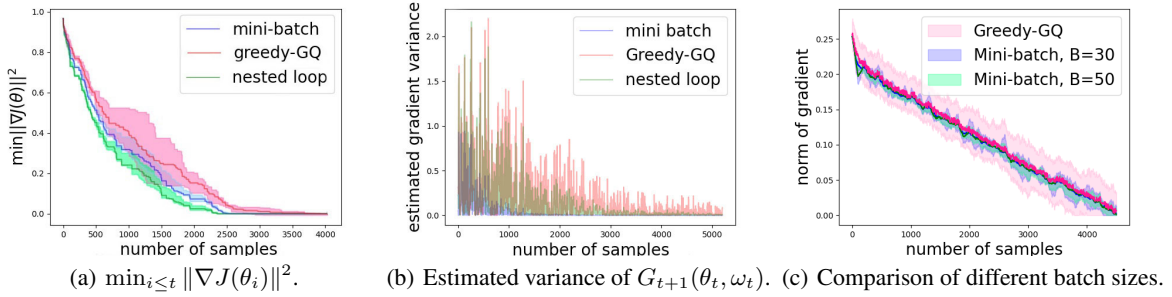 min||∇J(θ)||²
1.0
0.8
0.6
0.4
0.2
0.0
mini-batch
greedy-GQ
nested loop
0 500 1000 1500 2000 2500 3000 3500 4000
number of samples
(a) min_{i≤t} ‖∇J(θ_i)‖².
estimated gradient variance
2.0
1.5
1.0
0.5
0.0
mini batch
Greedy-GQ
nested loop
0 1000 2000 3000 4000 5000
number of samples
(b) Estimated variance of G_{t+1}(θ_t, ω_t).
norm of gradient
0.25
0.20
0.15
0.10
0.05
0.00
Greedy-GQ
Mini-batch, B=30
Mini-batch, B=50
0 1000 2000 3000 4000
number of samples
(c) Comparison of different batch sizes.